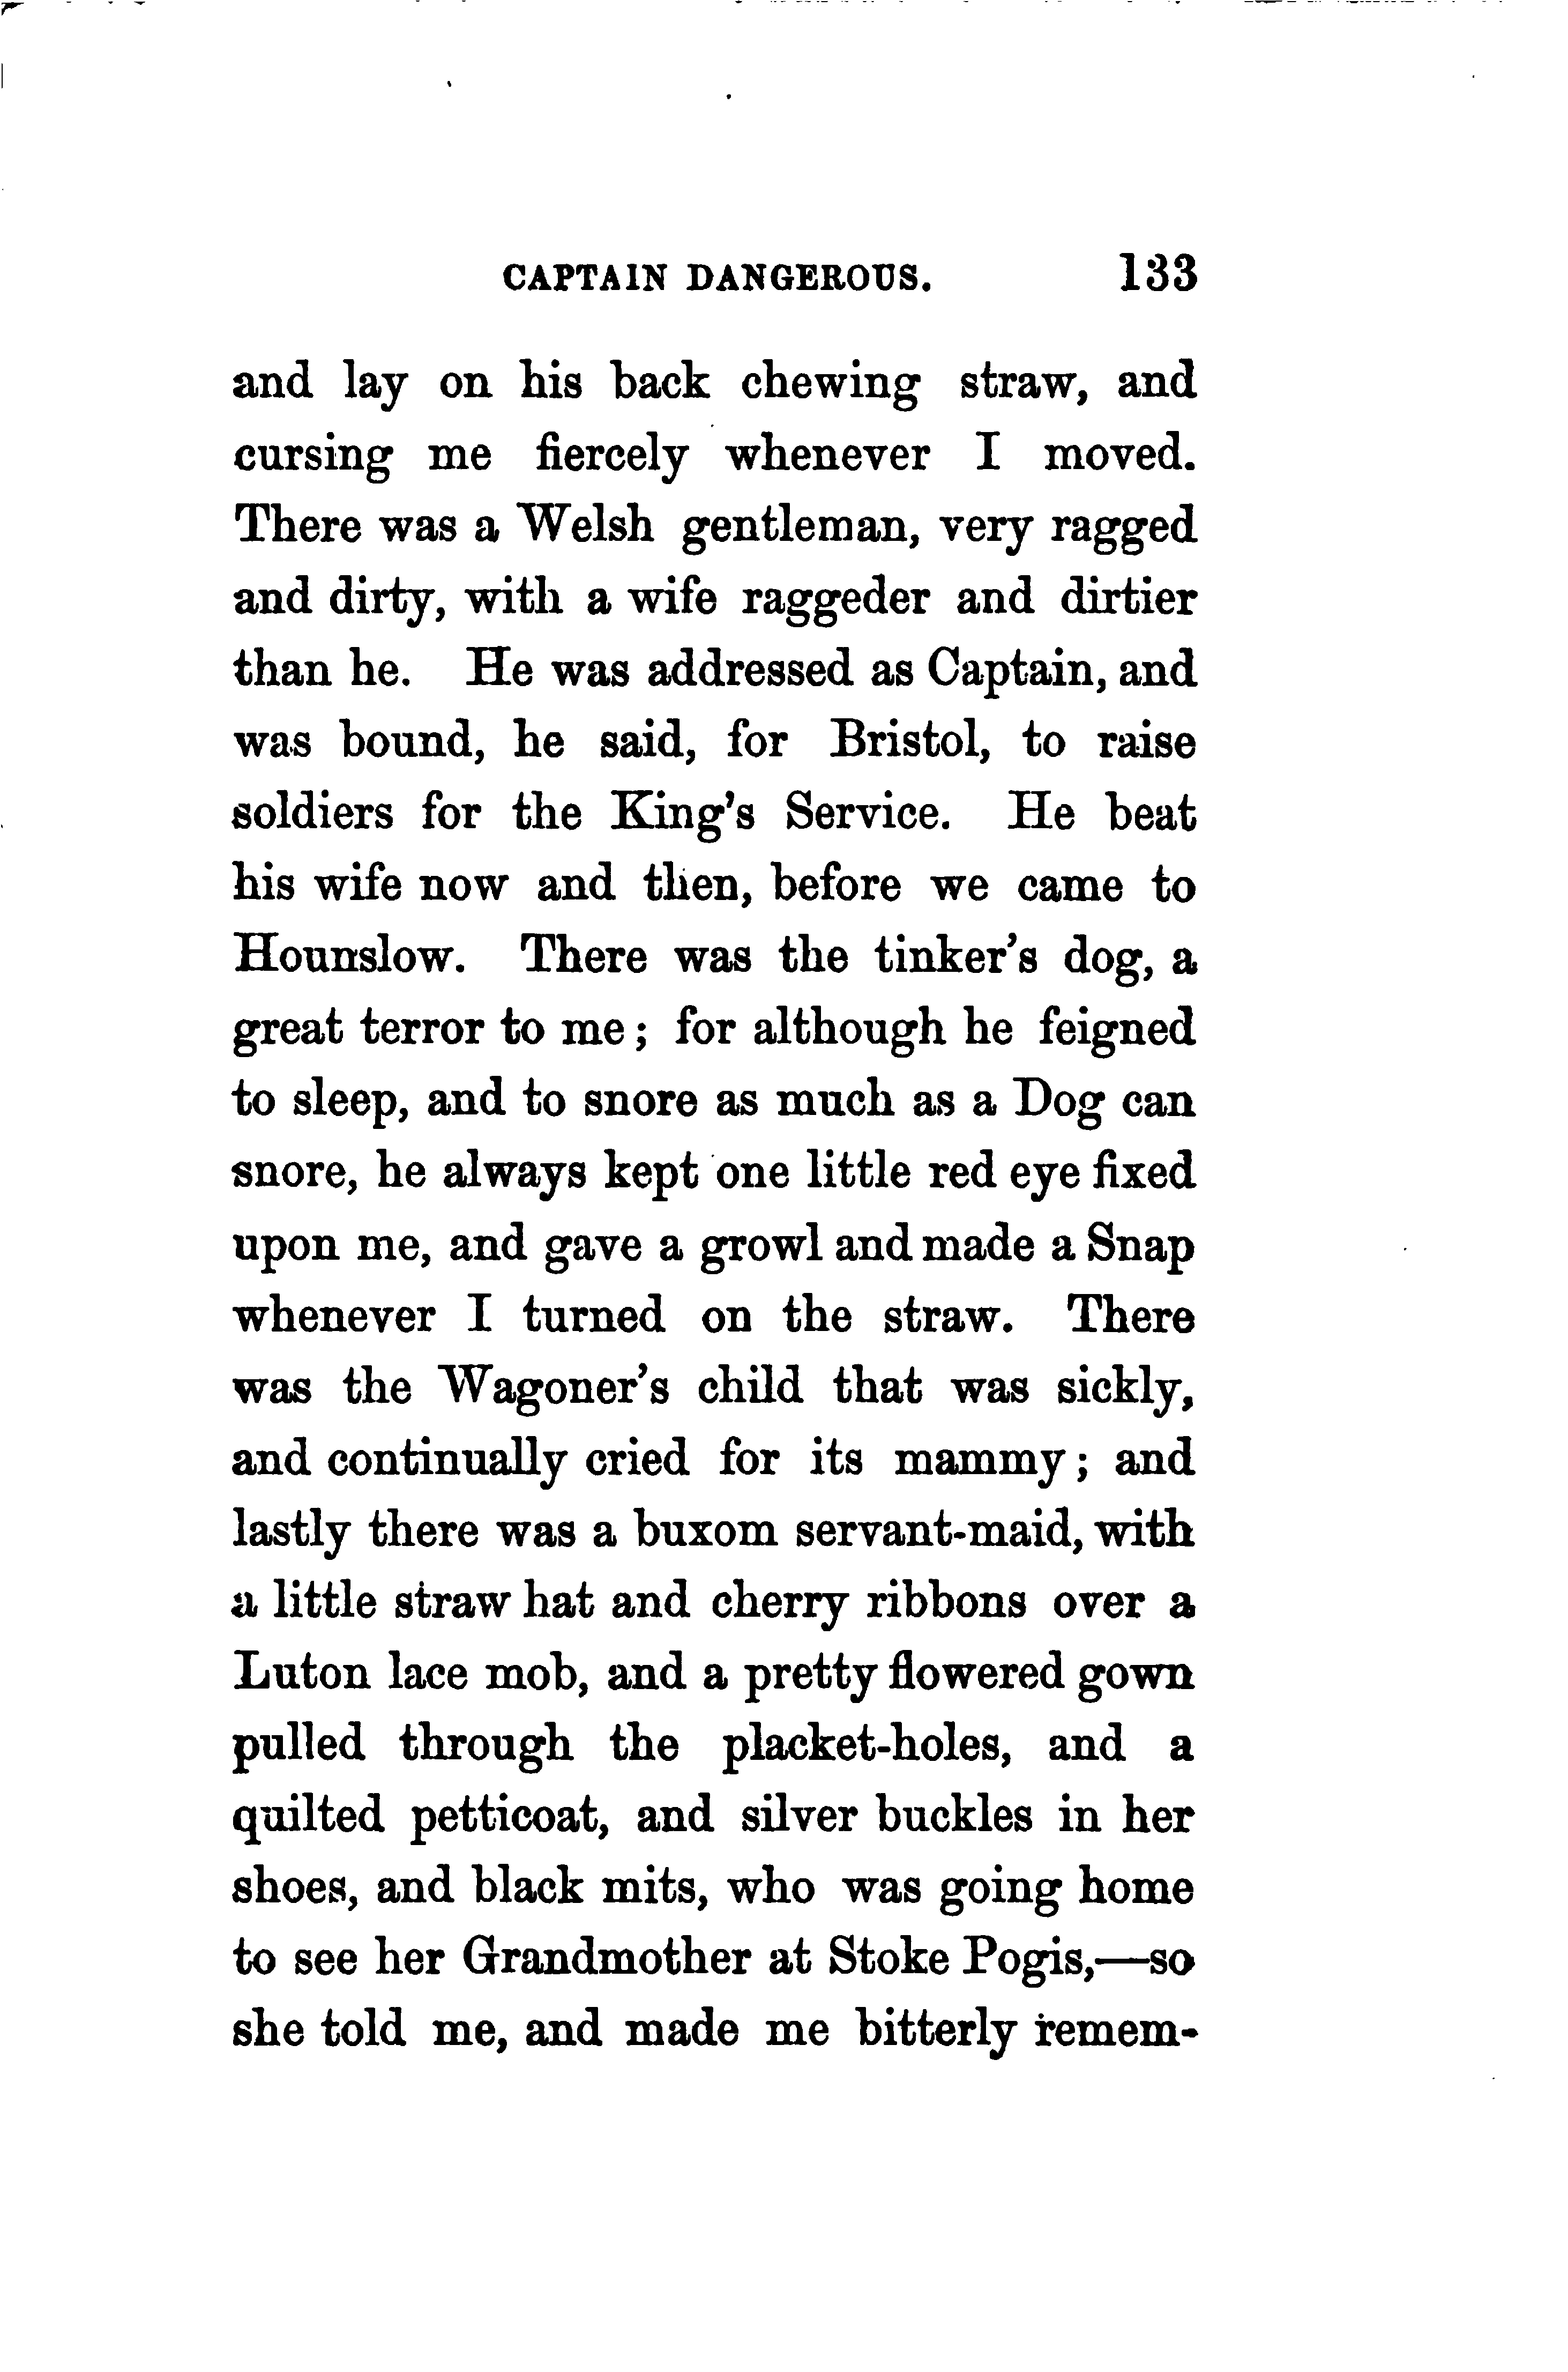 CAPTAIN DANGEROUS. 133
and lay on his back chewing straw, and
cursing me fiercely whenever I moved.
There was a Welsh gentleman, very ragged
and dirty, with a wife raggeder and dirtier
than he. He was addressed as Captain, and
was bound, he said, for Bristol, to raise
soldiers for the King's Service. He beat
his wife now and then, before we came to
Hounslow. There was the tinker's dog, a
great terror to me; for although he feigned
to sleep, and to snore as much as a Dog can
snore, he always kept one little red eye fixed
upon me, and gave a growl and made a Snap
whenever I turned on the straw. There
was the Wagoner's child that was sickly,
and continually cried for its mammy; and
lastly there was a buxom servant-maid, with
a little straw hat and cherry ribbons over a
Luton lace mob, and a pretty flowered gown
pulled through the placket-holes, and a
quilted petticoat, and silver buckles in her
shoes, and black mits, who was going home
to see her Grandmother at Stoke Pogis,—so
she told me, and made me bitterly remem-